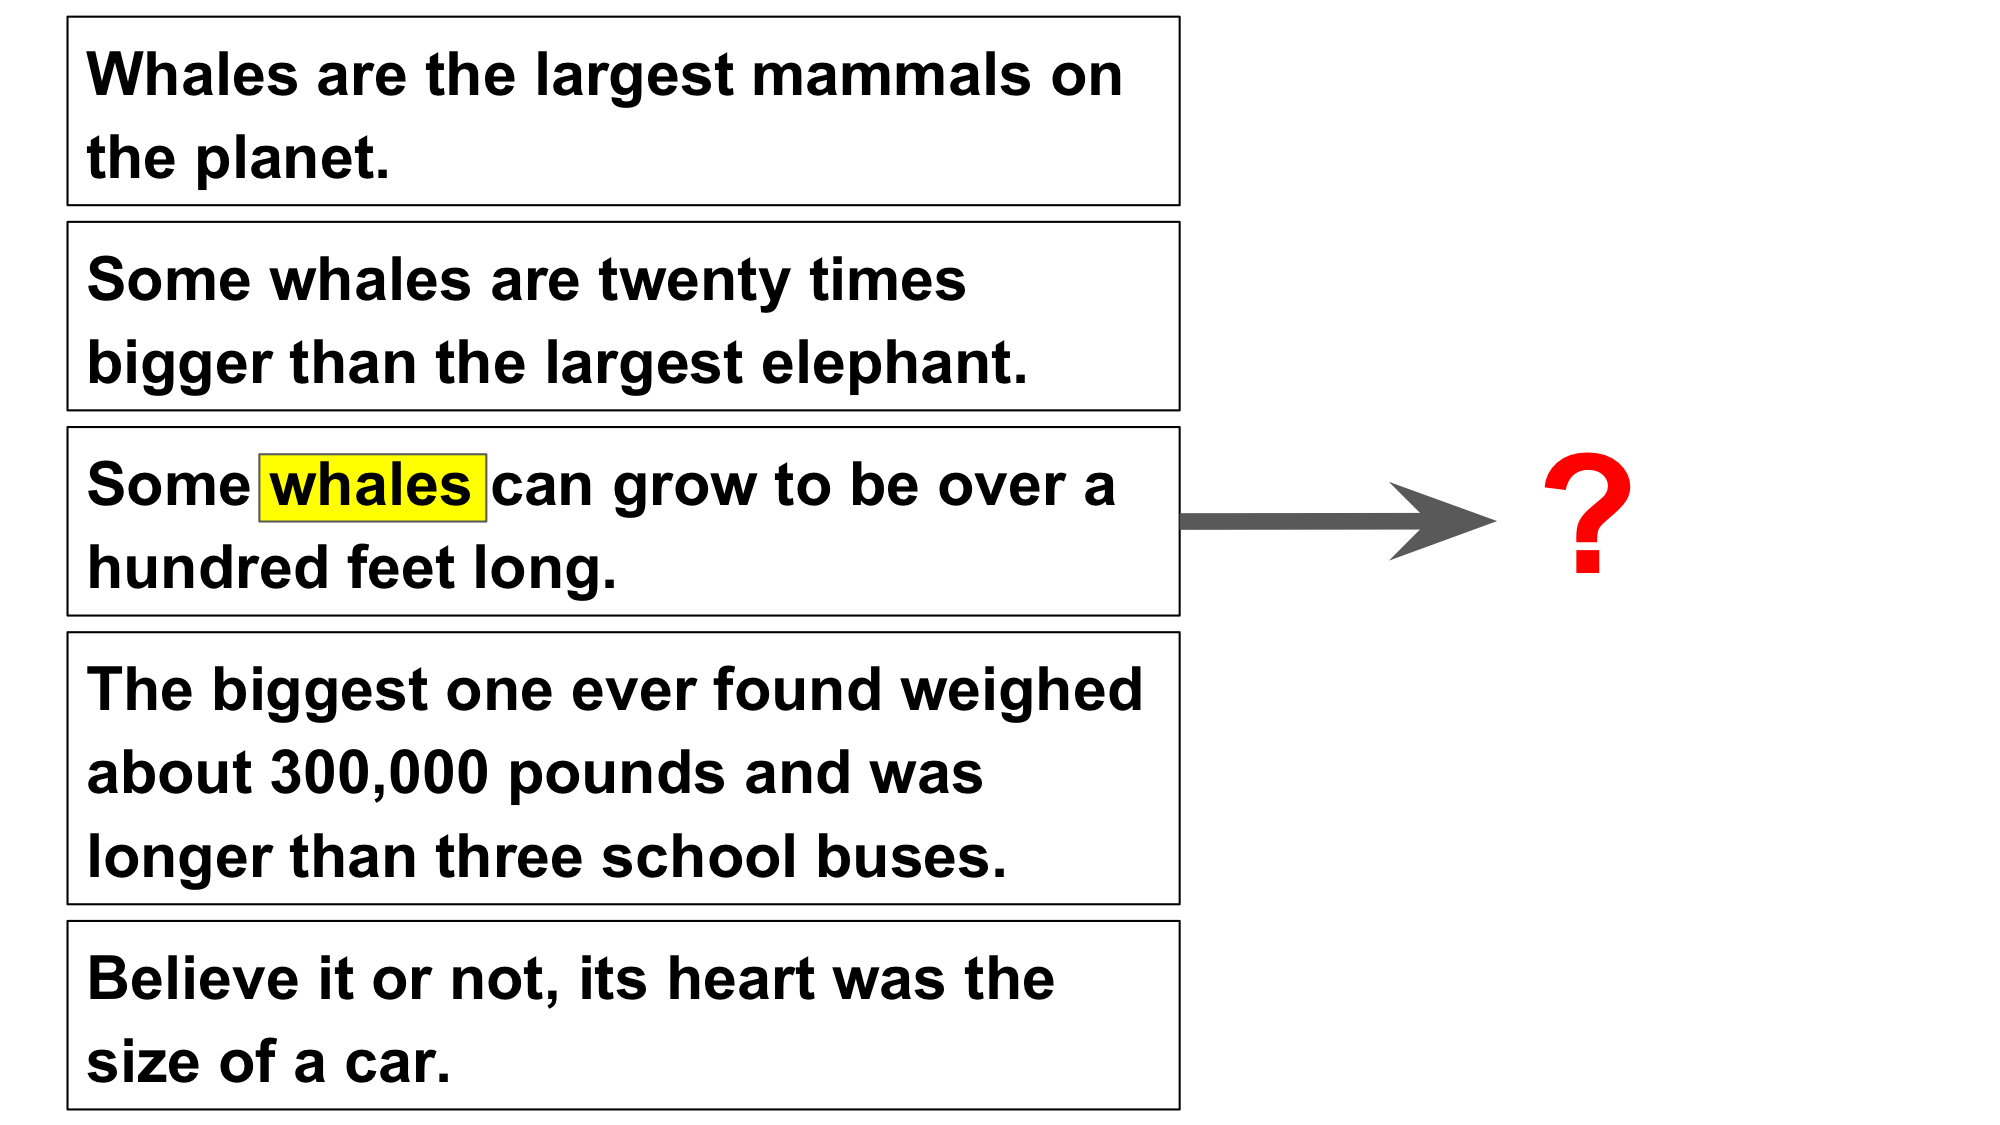 Whales are the largest mammals on
the planet.
Some whales are twenty times
bigger than the largest elephant.
Some whales can grow to be over a
hundred feet long.
?
The biggest one ever found weighed
about 300,000 pounds and was
longer than three school buses.
Believe it or not, its heart was the
size of a car.